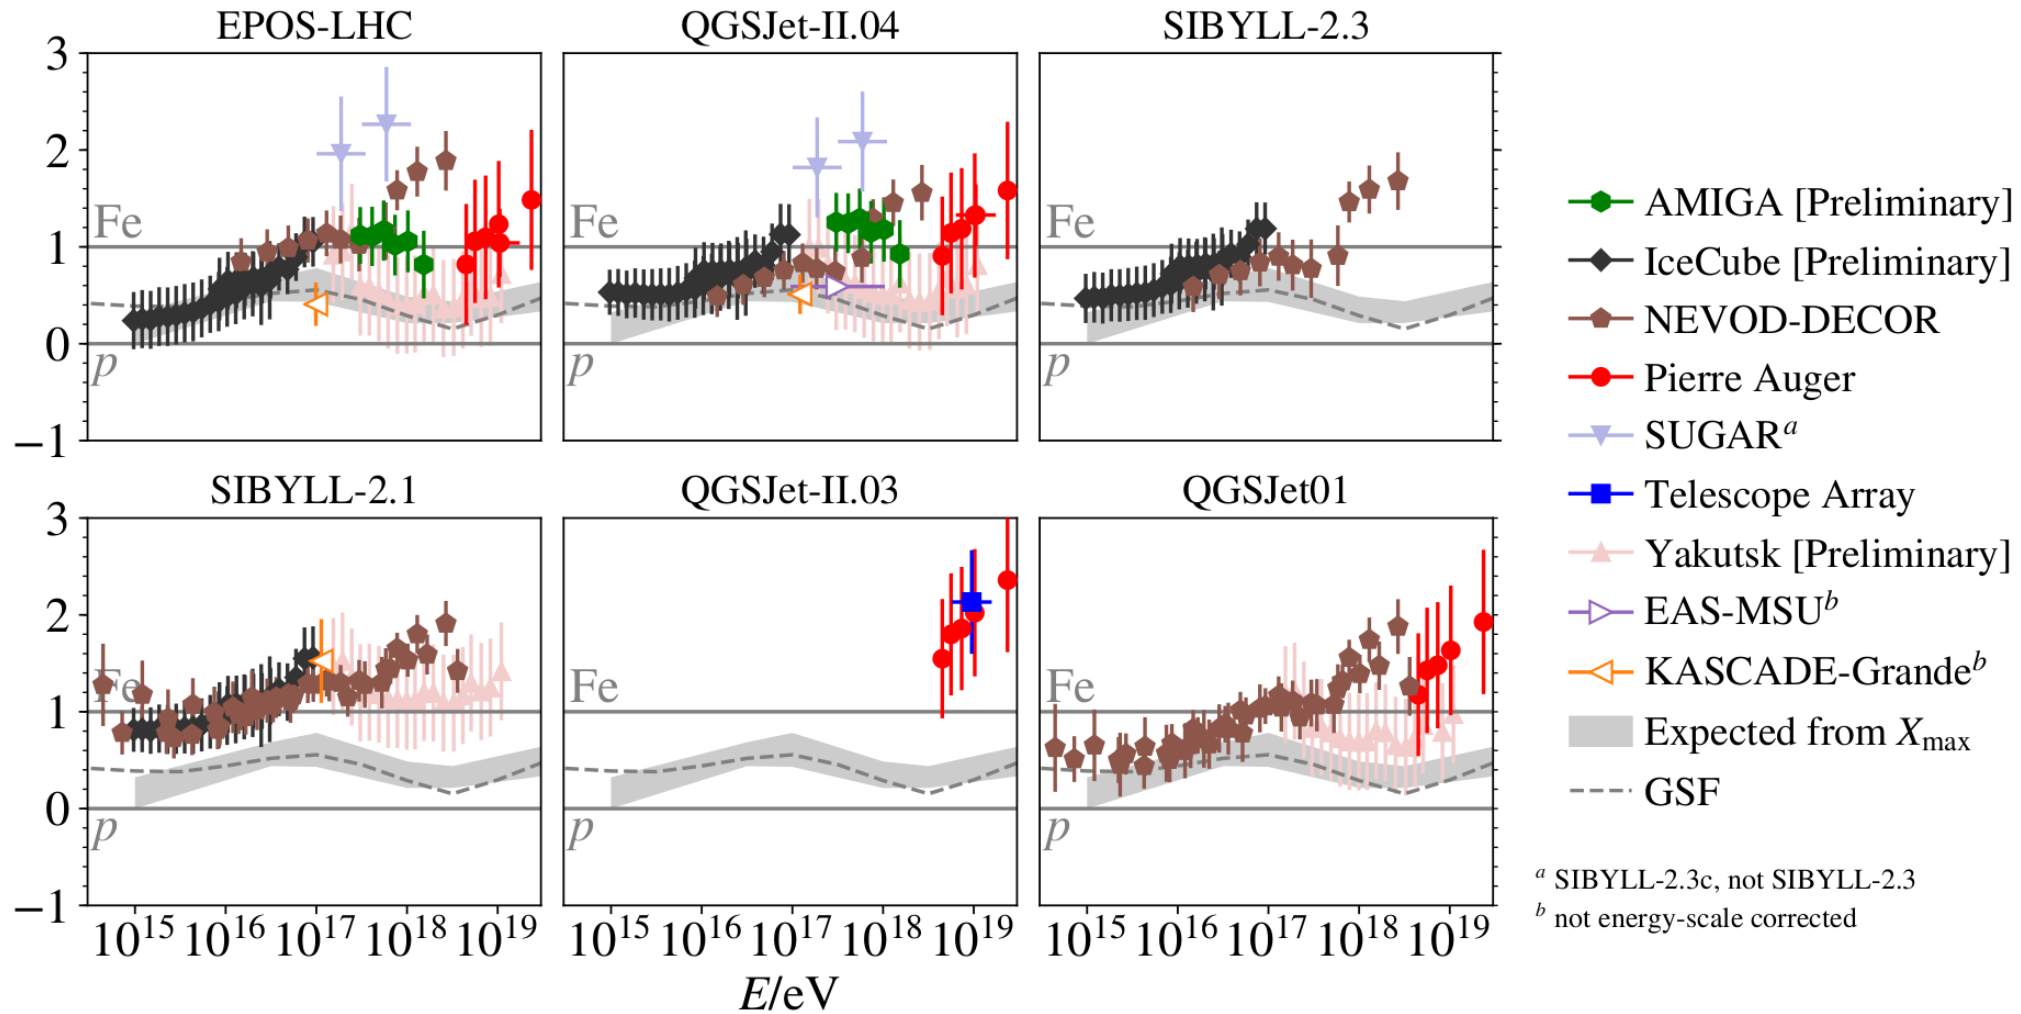 EPOS-LHC
QGSJet-II.04
SIBYLL-2.3
3
2
1
0
−1
Fe
p
Fe
p
Fe
p
SIBYLL-2.1
QGSJet-II.03
QGSJet01
3
2
1
0
−1
Fe
p
Fe
p
Fe
p
10^15 10^16 10^17 10^18 10^19
10^15 10^16 10^17 10^18 10^19
10^15 10^16 10^17 10^18 10^19
E/eV
AMIGA [Preliminary]
IceCube [Preliminary]
NEVOD-DECOR
Pierre Auger
SUGAR^a
Telescope Array
Yakutsk [Preliminary]
EAS-MSU^b
KASCADE-Grande^b
Expected from X_max
GSF
^a SIBYLL-2.3c, not SIBYLL-2.3
^b not energy-scale corrected